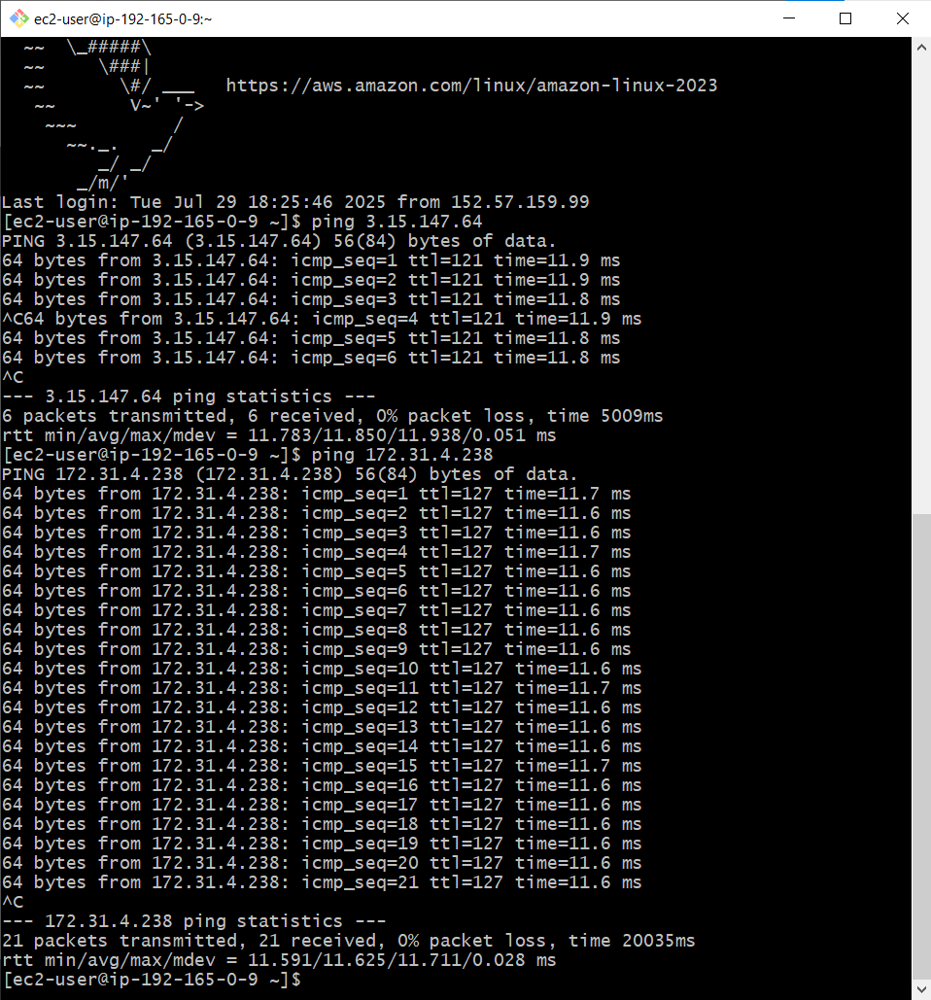 ec2-user@ip-192-165-0-9:~
  ~~  \_#####\
  ~~     \###|
  ~~       \#/ ___   https://aws.amazon.com/linux/amazon-linux-2023
   ~~       V~' '->
    ~~~         /
      ~~._.   _/
         _/ _/
       _/m/'
Last login: Tue Jul 29 18:25:46 2025 from 152.57.159.99
[ec2-user@ip-192-165-0-9 ~]$ ping 3.15.147.64
PING 3.15.147.64 (3.15.147.64) 56(84) bytes of data.
64 bytes from 3.15.147.64: icmp_seq=1 ttl=121 time=11.9 ms
64 bytes from 3.15.147.64: icmp_seq=2 ttl=121 time=11.9 ms
64 bytes from 3.15.147.64: icmp_seq=3 ttl=121 time=11.8 ms
^C64 bytes from 3.15.147.64: icmp_seq=4 ttl=121 time=11.9 ms
64 bytes from 3.15.147.64: icmp_seq=5 ttl=121 time=11.8 ms
64 bytes from 3.15.147.64: icmp_seq=6 ttl=121 time=11.8 ms
^C
--- 3.15.147.64 ping statistics ---
6 packets transmitted, 6 received, 0% packet loss, time 5009ms
rtt min/avg/max/mdev = 11.783/11.850/11.938/0.051 ms
[ec2-user@ip-192-165-0-9 ~]$ ping 172.31.4.238
PING 172.31.4.238 (172.31.4.238) 56(84) bytes of data.
64 bytes from 172.31.4.238: icmp_seq=1 ttl=127 time=11.7 ms
64 bytes from 172.31.4.238: icmp_seq=2 ttl=127 time=11.6 ms
64 bytes from 172.31.4.238: icmp_seq=3 ttl=127 time=11.6 ms
64 bytes from 172.31.4.238: icmp_seq=4 ttl=127 time=11.7 ms
64 bytes from 172.31.4.238: icmp_seq=5 ttl=127 time=11.6 ms
64 bytes from 172.31.4.238: icmp_seq=6 ttl=127 time=11.6 ms
64 bytes from 172.31.4.238: icmp_seq=7 ttl=127 time=11.6 ms
64 bytes from 172.31.4.238: icmp_seq=8 ttl=127 time=11.6 ms
64 bytes from 172.31.4.238: icmp_seq=9 ttl=127 time=11.6 ms
64 bytes from 172.31.4.238: icmp_seq=10 ttl=127 time=11.6 ms
64 bytes from 172.31.4.238: icmp_seq=11 ttl=127 time=11.7 ms
64 bytes from 172.31.4.238: icmp_seq=12 ttl=127 time=11.6 ms
64 bytes from 172.31.4.238: icmp_seq=13 ttl=127 time=11.6 ms
64 bytes from 172.31.4.238: icmp_seq=14 ttl=127 time=11.6 ms
64 bytes from 172.31.4.238: icmp_seq=15 ttl=127 time=11.7 ms
64 bytes from 172.31.4.238: icmp_seq=16 ttl=127 time=11.6 ms
64 bytes from 172.31.4.238: icmp_seq=17 ttl=127 time=11.6 ms
64 bytes from 172.31.4.238: icmp_seq=18 ttl=127 time=11.6 ms
64 bytes from 172.31.4.238: icmp_seq=19 ttl=127 time=11.6 ms
64 bytes from 172.31.4.238: icmp_seq=20 ttl=127 time=11.6 ms
64 bytes from 172.31.4.238: icmp_seq=21 ttl=127 time=11.6 ms
^C
--- 172.31.4.238 ping statistics ---
21 packets transmitted, 21 received, 0% packet loss, time 20035ms
rtt min/avg/max/mdev = 11.591/11.625/11.711/0.028 ms
[ec2-user@ip-192-165-0-9 ~]$